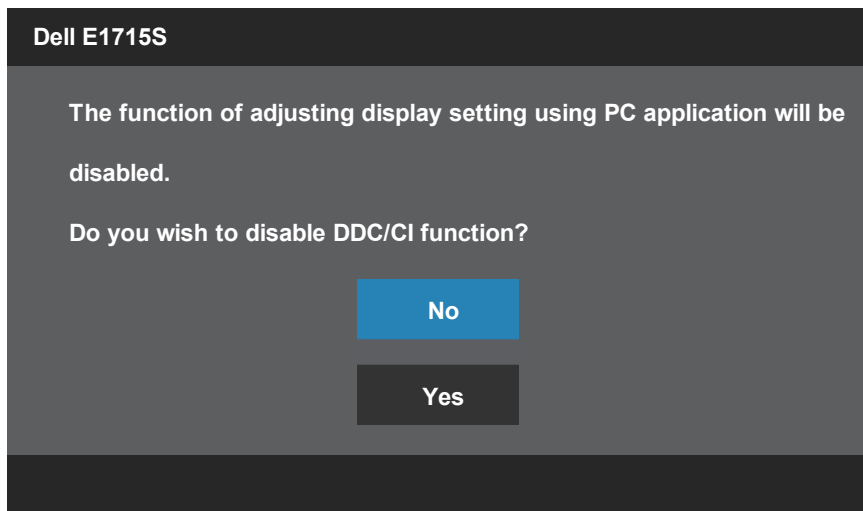 Dell E1715S
The function of adjusting display setting using PC application will be
disabled.
Do you wish to disable DDC/CI function?
No
Yes